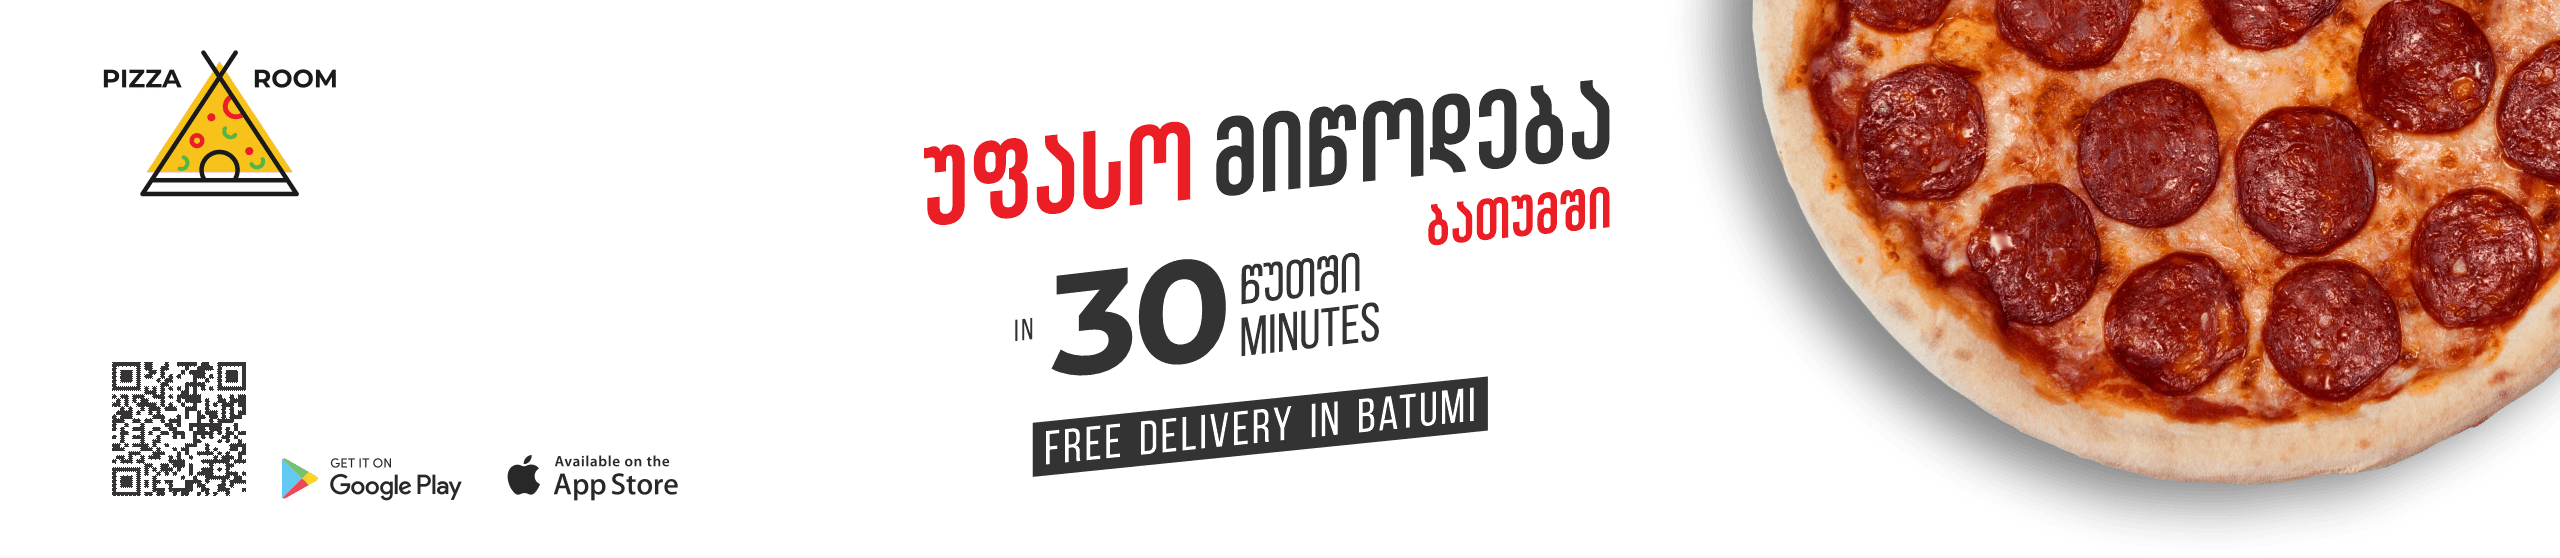 PIZZA ROOM
უფასო მიწოდება
ბათუმში
IN 30 წუთში
MINUTES
FREE DELIVERY IN BATUMI
GET IT ON
Google Play
Available on the
App Store